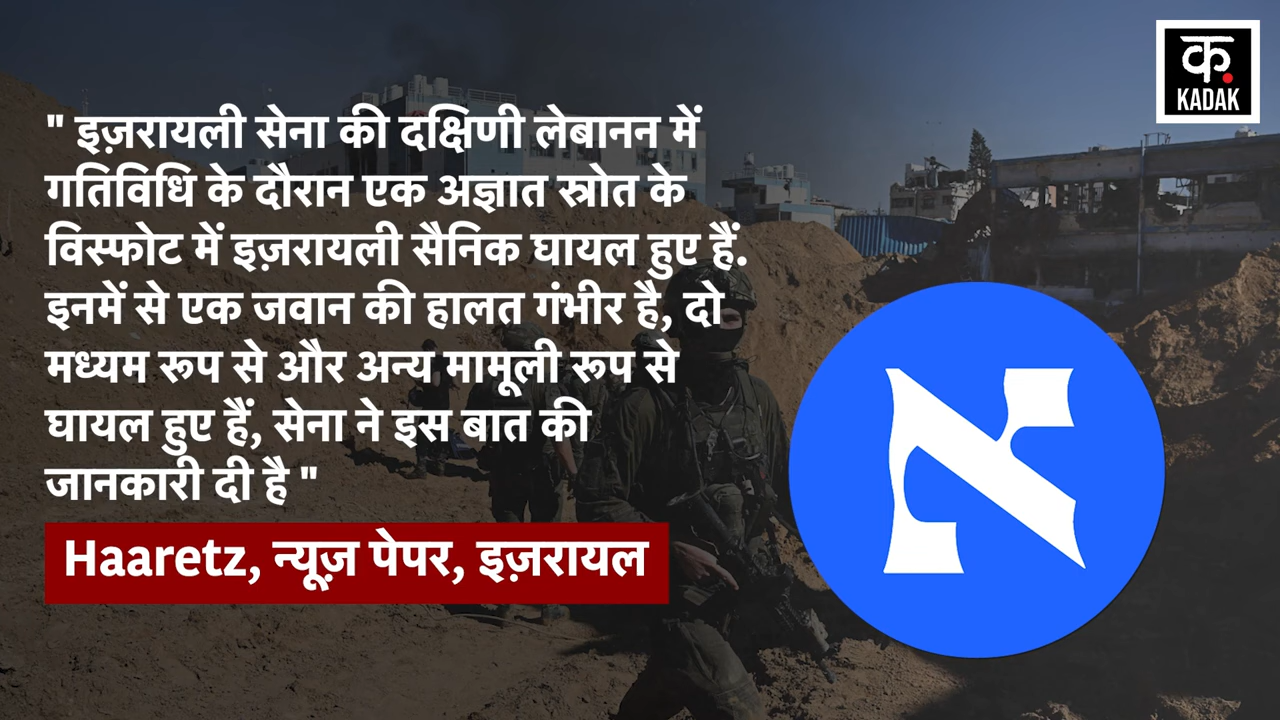 क.
KADAK
" इज़रायली सेना की दक्षिणी लेबानन में
गतिविधि के दौरान एक अज्ञात स्रोत के
विस्फोट में इज़रायली सैनिक घायल हुए हैं.
इनमें से एक जवान की हालत गंभीर है, दो
मध्यम रूप से और अन्य मामूली रूप से
घायल हुए हैं, सेना ने इस बात की
जानकारी दी है "
Haaretz, न्यूज़ पेपर, इज़रायल
א